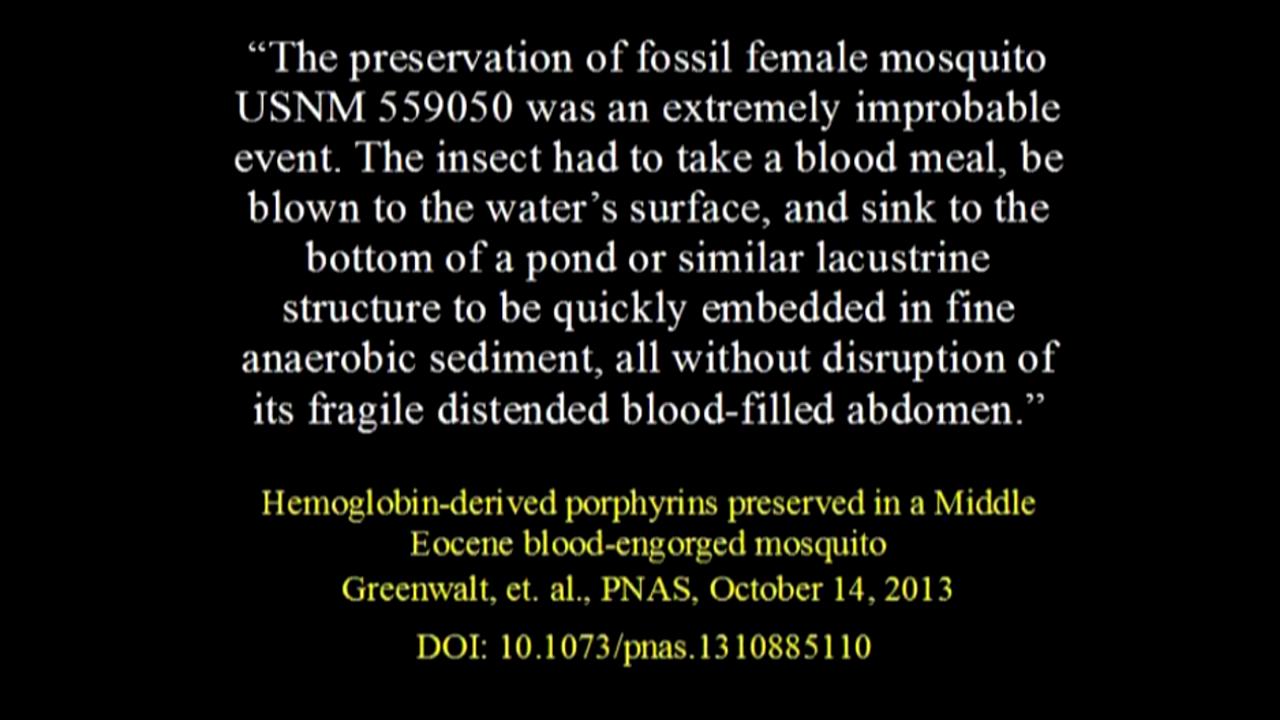 “The preservation of fossil female mosquito
USNM 559050 was an extremely improbable
event. The insect had to take a blood meal, be
blown to the water’s surface, and sink to the
bottom of a pond or similar lacustrine
structure to be quickly embedded in fine
anaerobic sediment, all without disruption of
its fragile distended blood-filled abdomen.”
Hemoglobin-derived porphyrins preserved in a Middle
Eocene blood-engorged mosquito
Greenwalt, et. al., PNAS, October 14, 2013
DOI: 10.1073/pnas.1310885110